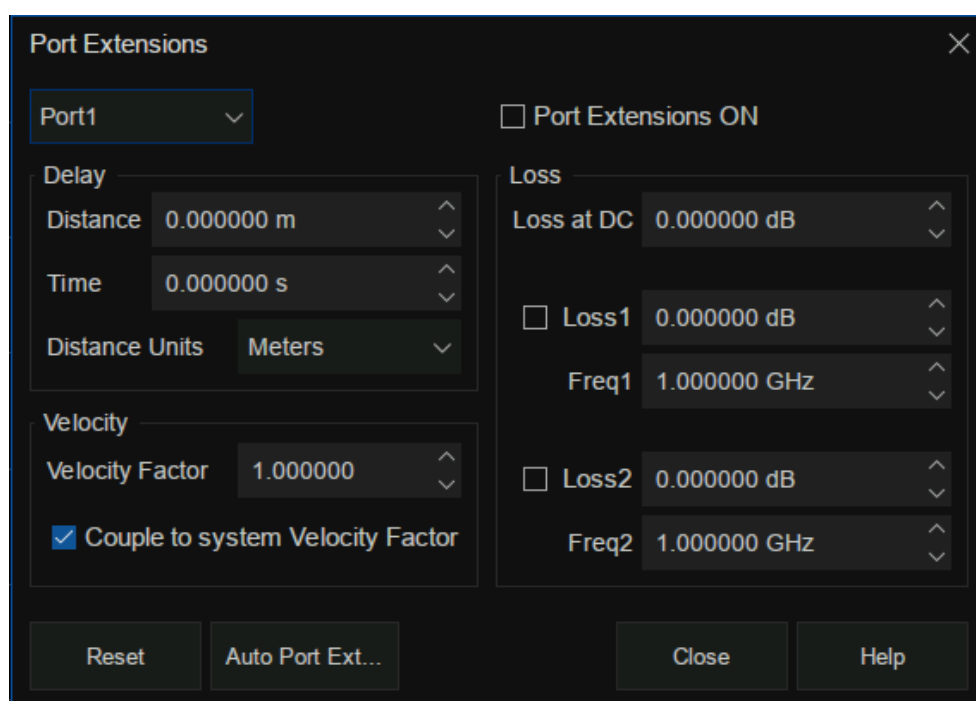 Port Extensions
Port1
Port Extensions ON
Delay
Distance 0.000000 m
Time 0.000000 s
Distance Units Meters
Velocity
Velocity Factor 1.000000
Couple to system Velocity Factor
Loss
Loss at DC 0.000000 dB
Loss1 0.000000 dB
Freq1 1.000000 GHz
Loss2 0.000000 dB
Freq2 1.000000 GHz
Reset
Auto Port Ext...
Close
Help